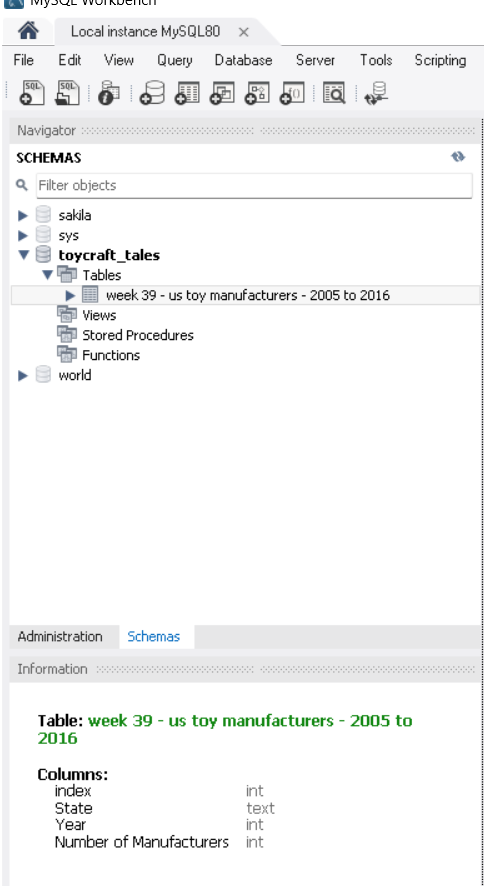 MySQL Workbench
Local instance MySQL80 ×
File Edit View Query Database Server Tools Scripting
SQL SQL
Navigator
SCHEMAS
Filter objects
sakila
sys
toycraft_tales
Tables
week 39 - us toy manufacturers - 2005 to 2016
Views
Stored Procedures
Functions
world
Administration Schemas
Information
Table: week 39 - us toy manufacturers - 2005 to
2016
Columns:
index int
State text
Year int
Number of Manufacturers int